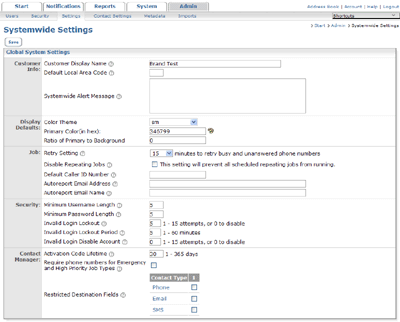 Start Notifications Reports System Admin
Users Security Settings Contact Settings Metadata Imports
Andrew Book | Account | Help | Logout
Shortcuts
Start > Admin > Systemwide Settings
Systemwide Settings
Save
Global System Settings
Customer Info:
Customer Display Name
Brand Test
Default Local Area Code
Systemwide Alert Message
Display Defaults:
Color Theme
Primary Color(in hex):
Ratio of Primary to Background
0
Job:
Retry Setting
15 minutes to retry busy and unanswered phone numbers
Disable Repeating Jobs
This setting will prevent all scheduled repeating jobs from running.
Default Caller ID Number
Autoreport Email Address
Autoreport Email Name
Security:
Minimum Username Length
5
Minimum Password Length
5
Invalid Login Lockout
1 - 15 attempts, or 0 to disable
Invalid Login Lockout Period
5 1 - 60 minutes
Invalid Login Disable Account
0 1 - 15 attempts, or 0 to disable
Contact Manager:
Activation Code Lifetime
30 1 - 365 days
Require phone numbers for Emergency and High Priority Job Types
Restricted Destination Fields
Contact Type 1
Phone
Email
SMS